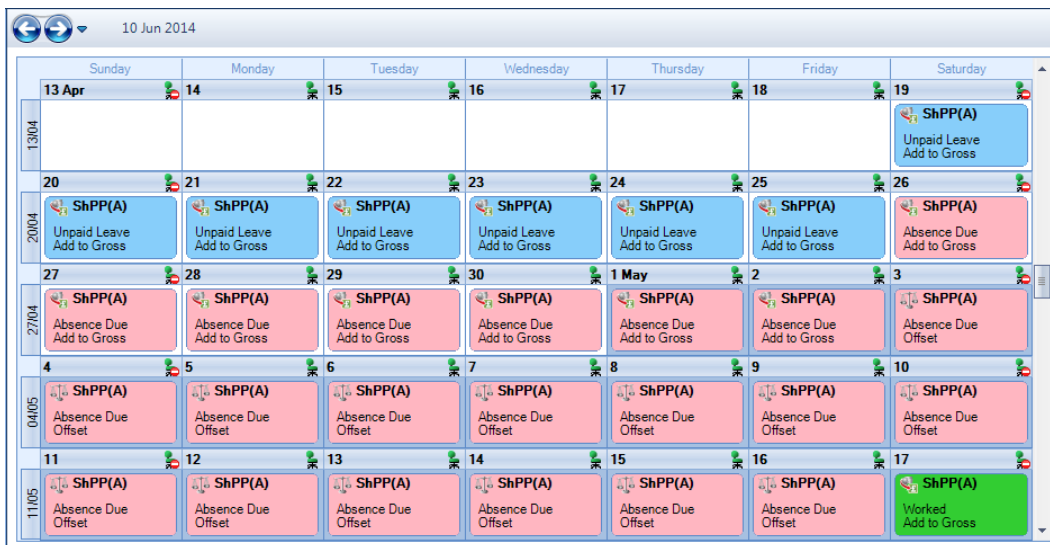 10 Jun 2014
Sunday Monday Tuesday Wednesday Thursday Friday Saturday
13 Apr 14 15 16 17 18 19
13/04
ShPP(A)
Unpaid Leave
Add to Gross
20 21 22 23 24 25 26
20/04
ShPP(A) ShPP(A) ShPP(A) ShPP(A) ShPP(A) ShPP(A) ShPP(A)
Unpaid Leave Unpaid Leave Unpaid Leave Unpaid Leave Unpaid Leave Unpaid Leave Absence Due
Add to Gross Add to Gross Add to Gross Add to Gross Add to Gross Add to Gross Add to Gross
27 28 29 30 1 May 2 3
27/04
ShPP(A) ShPP(A) ShPP(A) ShPP(A) ShPP(A) ShPP(A) ShPP(A)
Absence Due Absence Due Absence Due Absence Due Absence Due Absence Due Absence Due
Add to Gross Add to Gross Add to Gross Add to Gross Add to Gross Add to Gross Offset
4 5 6 7 8 9 10
04/05
ShPP(A) ShPP(A) ShPP(A) ShPP(A) ShPP(A) ShPP(A) ShPP(A)
Absence Due Absence Due Absence Due Absence Due Absence Due Absence Due Absence Due
Offset Offset Offset Offset Offset Offset Offset
11 12 13 14 15 16 17
11/05
ShPP(A) ShPP(A) ShPP(A) ShPP(A) ShPP(A) ShPP(A) ShPP(A)
Absence Due Absence Due Absence Due Absence Due Absence Due Absence Due Worked
Offset Offset Offset Offset Offset Offset Add to Gross